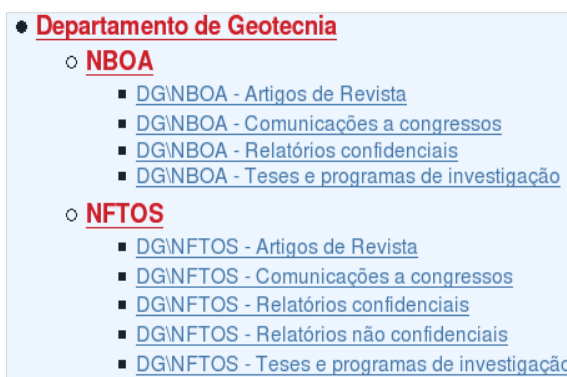 Departamento de Geotecnia
NBOA
DG\NBOA - Artigos de Revista
DG\NBOA - Comunicações a congressos
DG\NBOA - Relatórios confidenciais
DG\NBOA - Teses e programas de investigação
NFTOS
DG\NFTOS - Artigos de Revista
DG\NFTOS - Comunicações a congressos
DG\NFTOS - Relatórios confidenciais
DG\NFTOS - Relatórios não confidenciais
DG\NFTOS - Teses e programas de investigação